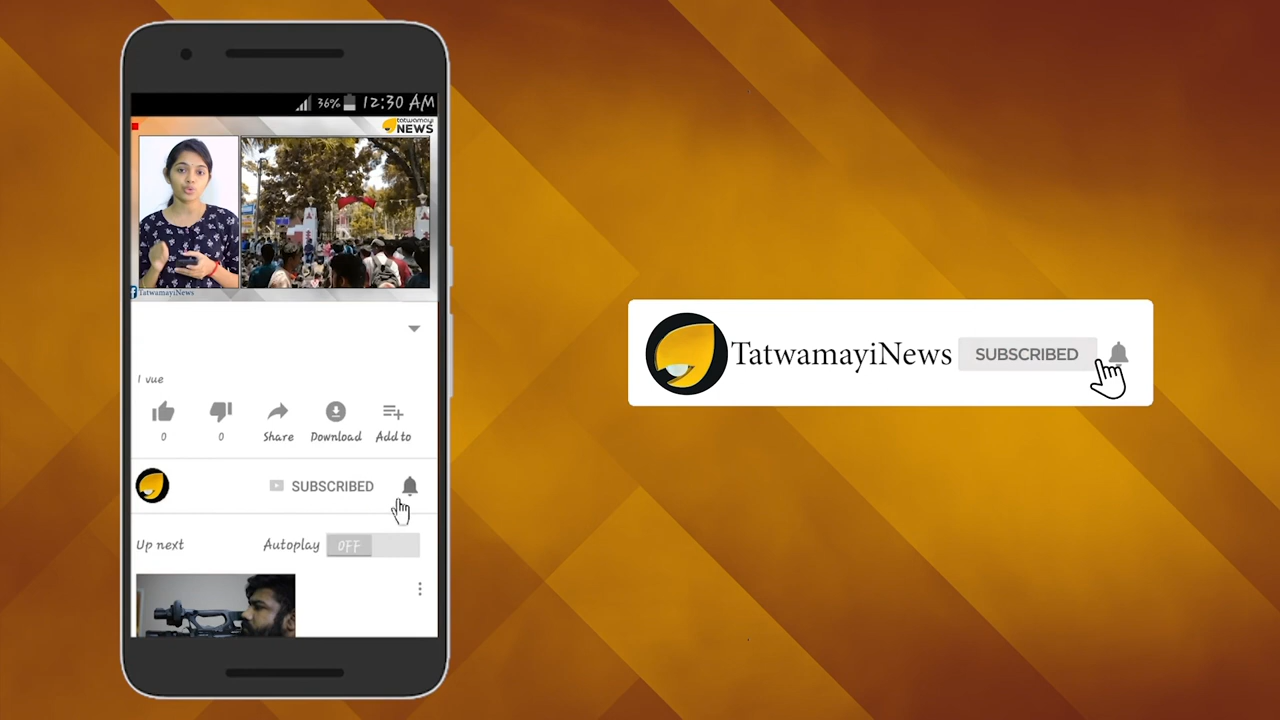 36% 12:30 AM
tatwamayi
NEWS
TatwamayiNews
1 vue
0 0 Share Download Add to
SUBSCRIBED
Up next Autoplay OFF
TatwamayiNews SUBSCRIBED